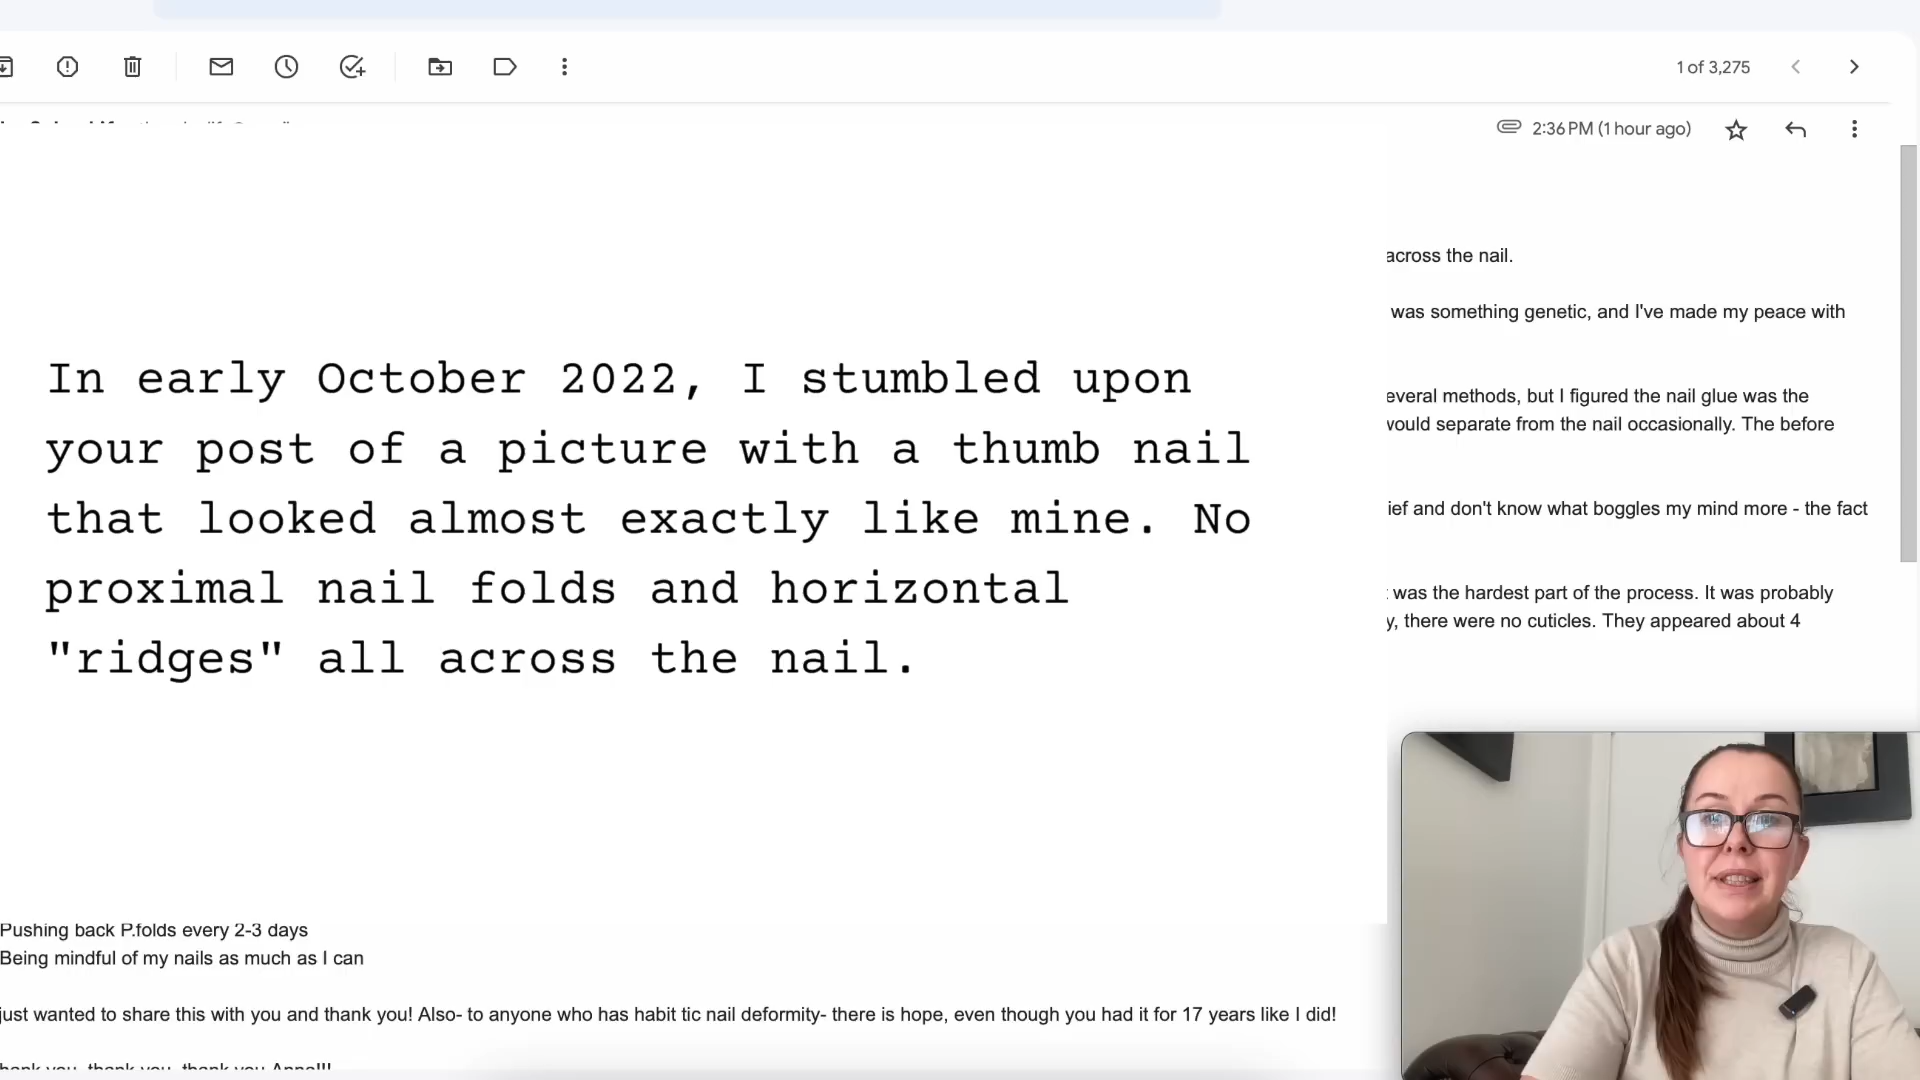 1 of 3,275
2:36 PM (1 hour ago)
across the nail.
was something genetic, and I've made my peace with
In early October 2022, I stumbled upon
your post of a picture with a thumb nail
that looked almost exactly like mine. No
proximal nail folds and horizontal
"ridges" all across the nail.
several methods, but I figured the nail glue was the
would separate from the nail occasionally. The before
ief and don't know what boggles my mind more - the fact
was the hardest part of the process. It was probably
y, there were no cuticles. They appeared about 4
Pushing back P.folds every 2-3 days
Being mindful of my nails as much as I can
just wanted to share this with you and thank you! Also- to anyone who has habit tic nail deformity- there is hope, even though you had it for 17 years like I did!
thank you, thank you Anna!!!